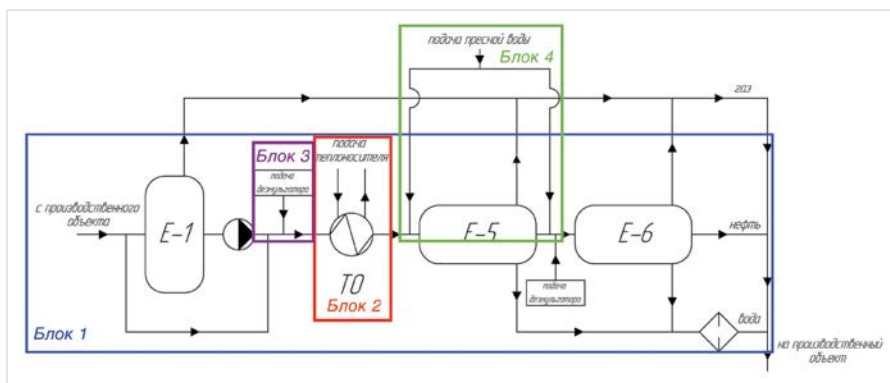 подача пресной воды
Блок 4
газ
Блок 3
подача
деэмульгатора
подача
теплоносителя
с производственного
объекта
Е-1
Е-5
Е-6
нефть
ТО
Блок 2
подача
деэмульгатора
Блок 1
вода
на производственный
объект